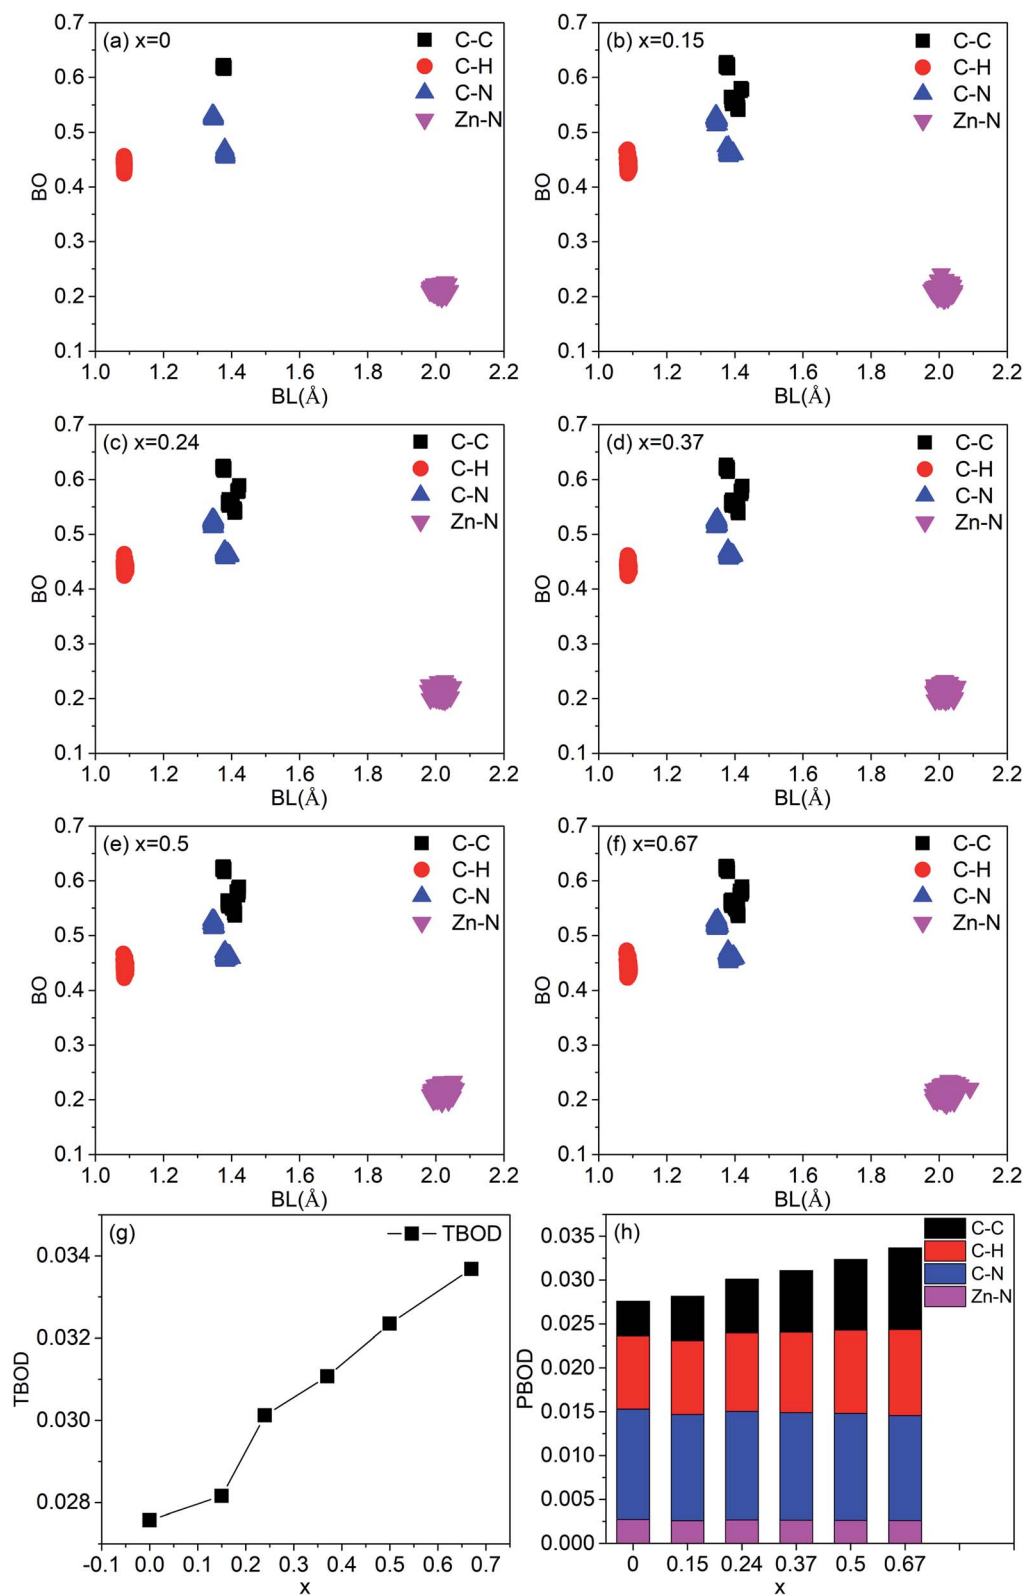 (a) x=0
C-C
C-H
C-N
Zn-N
0.7
0.6
0.5
0.4
0.3
0.2
0.1
BO
1.0 1.2 1.4 1.6 1.8 2.0 2.2
BL(Å)
(b) x=0.15
C-C
C-H
C-N
Zn-N
0.7
0.6
0.5
0.4
0.3
0.2
0.1
BO
1.0 1.2 1.4 1.6 1.8 2.0 2.2
BL(Å)
(c) x=0.24
C-C
C-H
C-N
Zn-N
0.7
0.6
0.5
0.4
0.3
0.2
0.1
BO
1.0 1.2 1.4 1.6 1.8 2.0 2.2
BL(Å)
(d) x=0.37
C-C
C-H
C-N
Zn-N
0.7
0.6
0.5
0.4
0.3
0.2
0.1
BO
1.0 1.2 1.4 1.6 1.8 2.0 2.2
BL(Å)
(e) x=0.5
C-C
C-H
C-N
Zn-N
0.7
0.6
0.5
0.4
0.3
0.2
0.1
BO
1.0 1.2 1.4 1.6 1.8 2.0 2.2
BL(Å)
(f) x=0.67
C-C
C-H
C-N
Zn-N
0.7
0.6
0.5
0.4
0.3
0.2
0.1
BO
1.0 1.2 1.4 1.6 1.8 2.0 2.2
BL(Å)
(g)
TBOD
0.034
0.032
0.030
0.028
TBOD
-0.1 0.0 0.1 0.2 0.3 0.4 0.5 0.6 0.7
x
(h)
C-C
C-H
C-N
Zn-N
0.035
0.030
0.025
0.020
0.015
0.010
0.005
0.000
PBOD
0 0.15 0.24 0.37 0.5 0.67
x